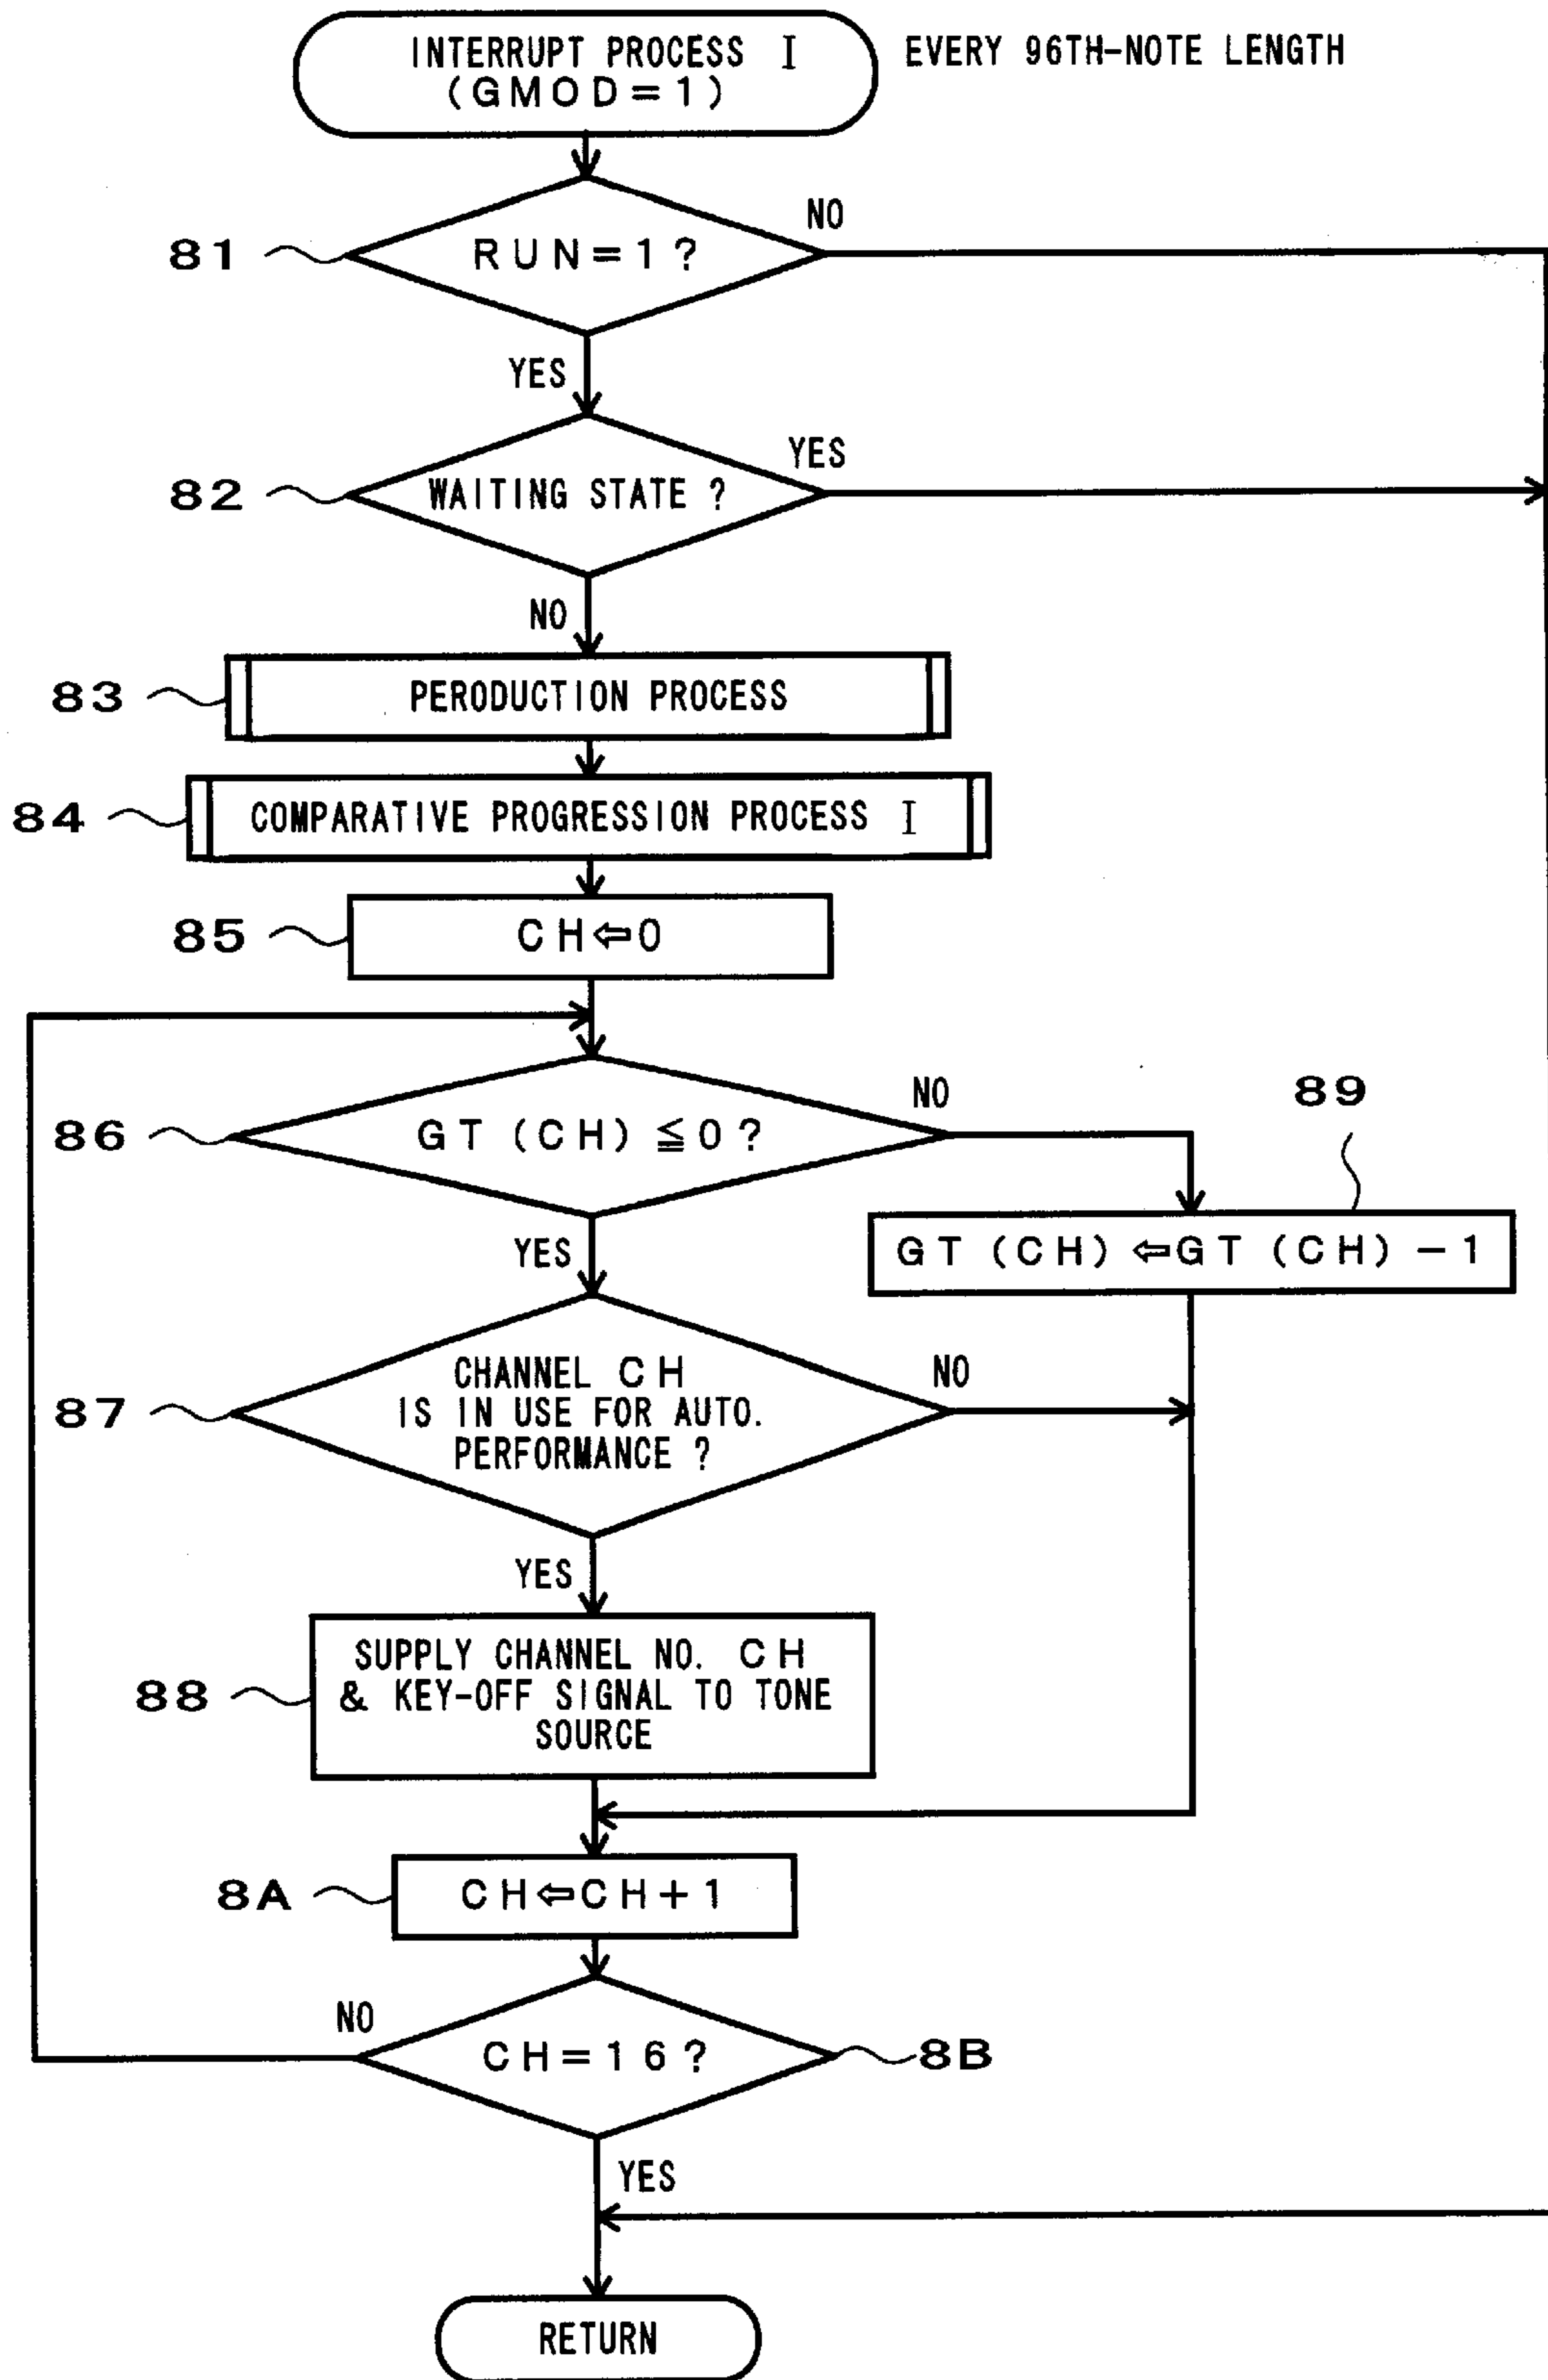 INTERRUPT PROCESS I
(GMOD=1)
EVERY 96TH-NOTE LENGTH
81
RUN=1?
NO
YES
82
WAITING STATE ?
YES
NO
83
PERODUCTION PROCESS
84
COMPARATIVE PROGRESSION PROCESS I
85
CH⇦0
86
GT (CH) ≦0?
NO
89
GT (CH) ⇦GT (CH) -1
YES
87
CHANNEL CH
IS IN USE FOR AUTO.
PERFORMANCE ?
NO
YES
88
SUPPLY CHANNEL NO. CH
& KEY-OFF SIGNAL TO TONE
SOURCE
8A
CH⇦CH+1
NO
CH=16?
8B
YES
RETURN